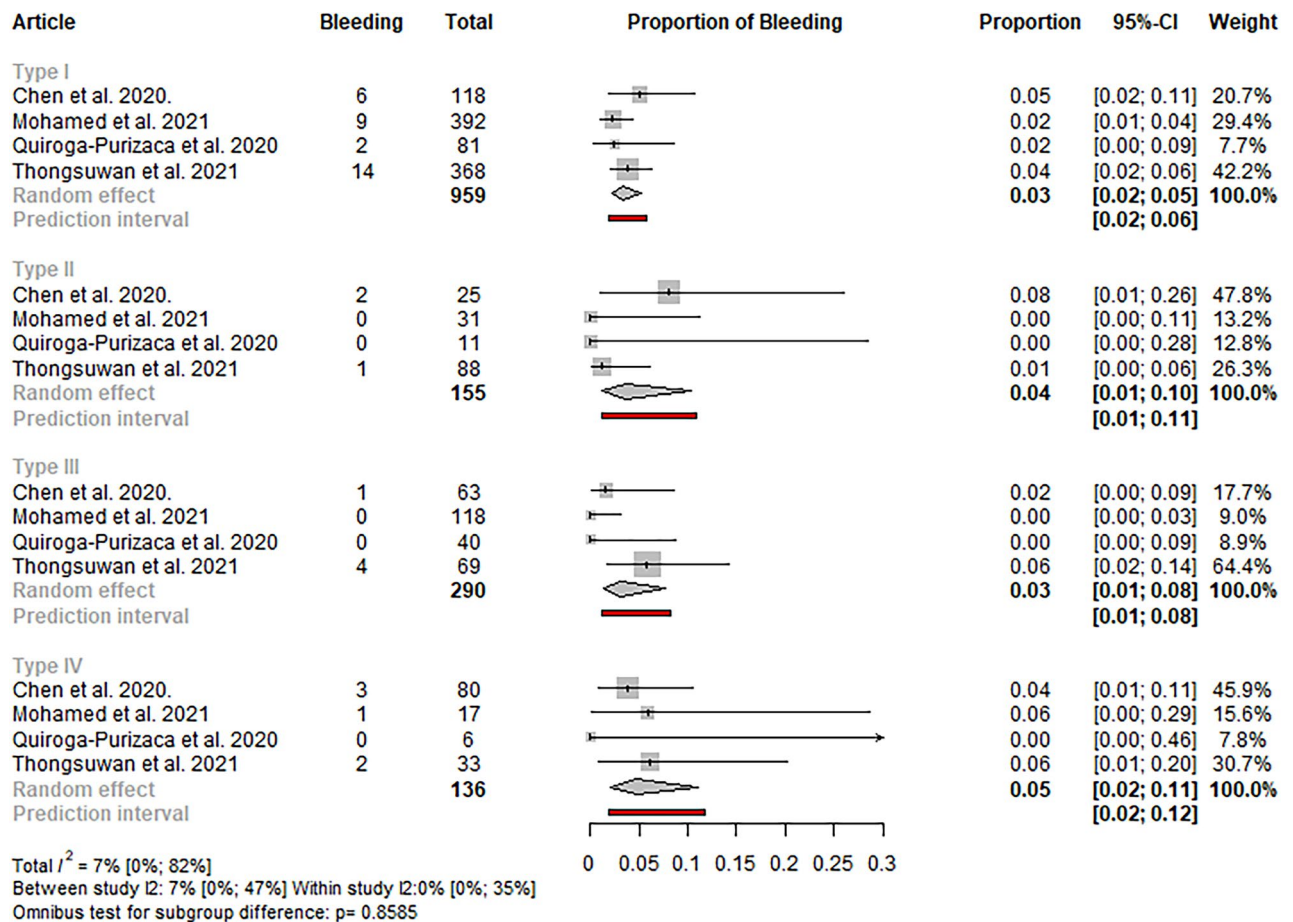 Article Bleeding Total Proportion of Bleeding Proportion 95%-CI Weight
Type I
Chen et al. 2020. 6 118 0.05 [0.02; 0.11] 20.7%
Mohamed et al. 2021 9 392 0.02 [0.01; 0.04] 29.4%
Quiroga-Purizaca et al. 2020 2 81 0.02 [0.00; 0.09] 7.7%
Thongsuwan et al. 2021 14 368 0.04 [0.02; 0.06] 42.2%
Random effect 959 0.03 [0.02; 0.05] 100.0%
Prediction interval [0.02; 0.06]
Type II
Chen et al. 2020. 2 25 0.08 [0.01; 0.26] 47.8%
Mohamed et al. 2021 0 31 0.00 [0.00; 0.11] 13.2%
Quiroga-Purizaca et al. 2020 0 11 0.00 [0.00; 0.28] 12.8%
Thongsuwan et al. 2021 1 88 0.01 [0.00; 0.06] 26.3%
Random effect 155 0.04 [0.01; 0.10] 100.0%
Prediction interval [0.01; 0.11]
Type III
Chen et al. 2020. 1 63 0.02 [0.00; 0.09] 17.7%
Mohamed et al. 2021 0 118 0.00 [0.00; 0.03] 9.0%
Quiroga-Purizaca et al. 2020 0 40 0.00 [0.00; 0.09] 8.9%
Thongsuwan et al. 2021 4 69 0.06 [0.02; 0.14] 64.4%
Random effect 290 0.03 [0.01; 0.08] 100.0%
Prediction interval [0.01; 0.08]
Type IV
Chen et al. 2020. 3 80 0.04 [0.01; 0.11] 45.9%
Mohamed et al. 2021 1 17 0.06 [0.00; 0.29] 15.6%
Quiroga-Purizaca et al. 2020 0 6 0.00 [0.00; 0.46] 7.8%
Thongsuwan et al. 2021 2 33 0.06 [0.01; 0.20] 30.7%
Random effect 136 0.05 [0.02; 0.11] 100.0%
Prediction interval [0.02; 0.12]
0 0.05 0.1 0.15 0.2 0.25 0.3
Total I² = 7% [0%; 82%]
Between study I2: 7% [0%; 47%] Within study I2:0% [0%; 35%]
Omnibus test for subgroup difference: p= 0.8585